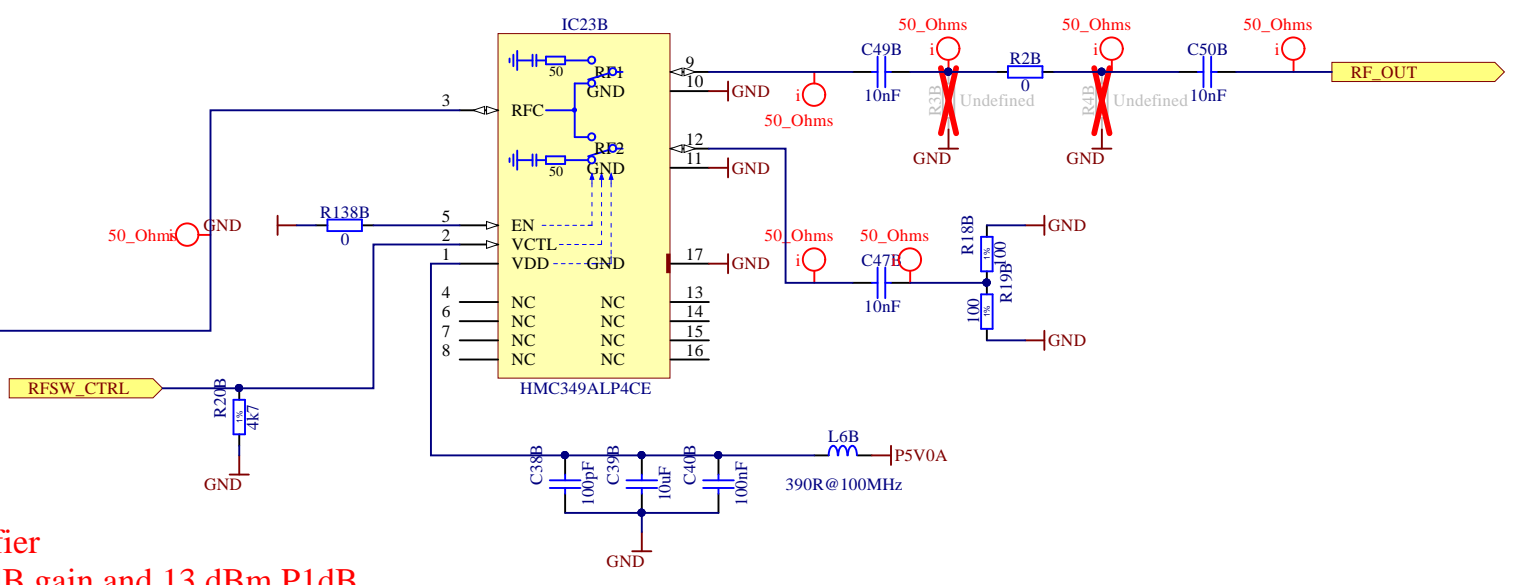 IC23B
50_Ohms
50_Ohms
50_Ohms
C49B
R2B
C50B
i
i
i
9
RF1
50
10
GND
GND
10nF
0
10nF
RF_OUT
R3B
Undefined
R4B
Undefined
i
50_Ohms
3
RFC
12
RF2
11
50
GND
GND
GND
GND
50_Ohms
i
GND
R138B
0
5
EN
2
VCTL
1
VDD
GND
17
GND
50_Ohms
50_Ohms
i
C47B
10nF
R18B
1%
100
GND
R19B
100
1%
GND
4
NC
NC
13
6
NC
NC
14
7
NC
NC
15
8
NC
NC
16
HMC349ALP4CE
RFSW_CTRL
R20B
1%
4k7
GND
L6B
P5V0A
390R@100MHz
C38B
100pF
C39B
10uF
C40B
100nF
GND
fier
B gain and 13 dBm P1dB